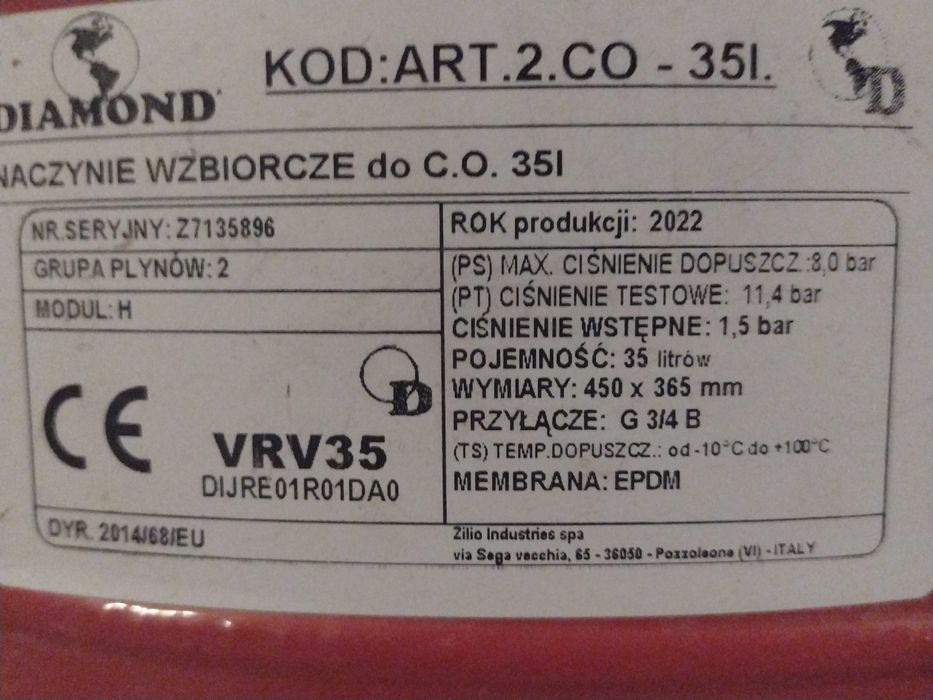 DIAMOND
KOD:ART.2.CO - 35l.
D
NACZYNIE WZBIORCZE do C.O. 35l
NR.SERYJNY: Z7135896
GRUPA PLYNÓW: 2
MODUL: H
CE
D
VRV35
DIJRE01R01DA0
DYR. 2014/68/EU
ROK produkcji: 2022
(PS) MAX. CIŚNIENIE DOPUSZCZ.:8,0 bar
(PT) CIŚNIENIE TESTOWE: 11,4 bar
CIŚNIENIE WSTĘPNE: 1,5 bar
POJEMNOŚĆ: 35 litrów
WYMIARY: 450 x 365 mm
PRZYŁĄCZE: G 3/4 B
(TS) TEMP.DOPUSZCZ.: od -10°C do +100°C
MEMBRANA: EPDM
Zilio Industries spa
via Sega vecchia, 65 - 36050 - Pozzoleone (VI) - ITALY